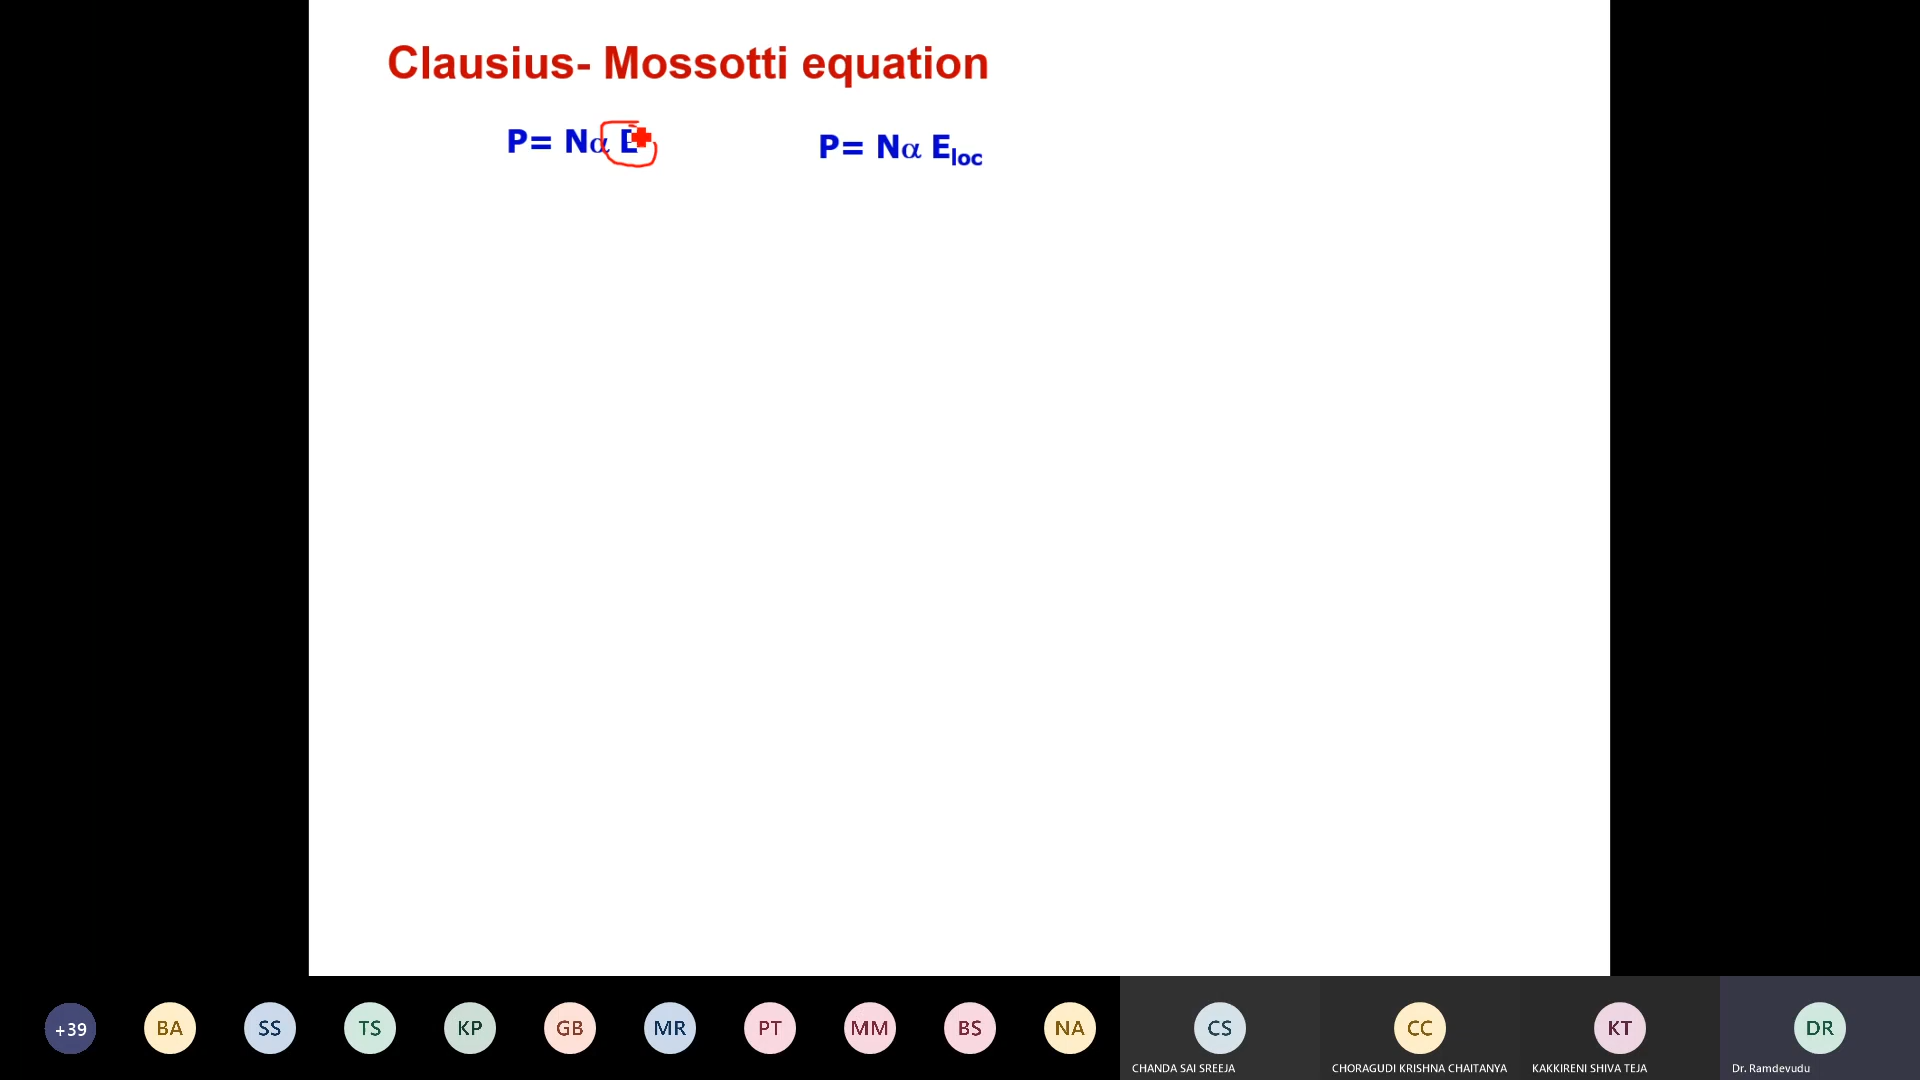 Clausius- Mossotti equation
P= Nα E
P= Nα Eloc
+39
BA
SS
TS
KP
GB
MR
PT
MM
BS
NA
CS
CC
KT
DR
CHANDA SAI SREEJA
CHORAGUDI KRISHNA CHAITANYA
KAKKIRENI SHIVA TEJA
Dr. Ramdevudu